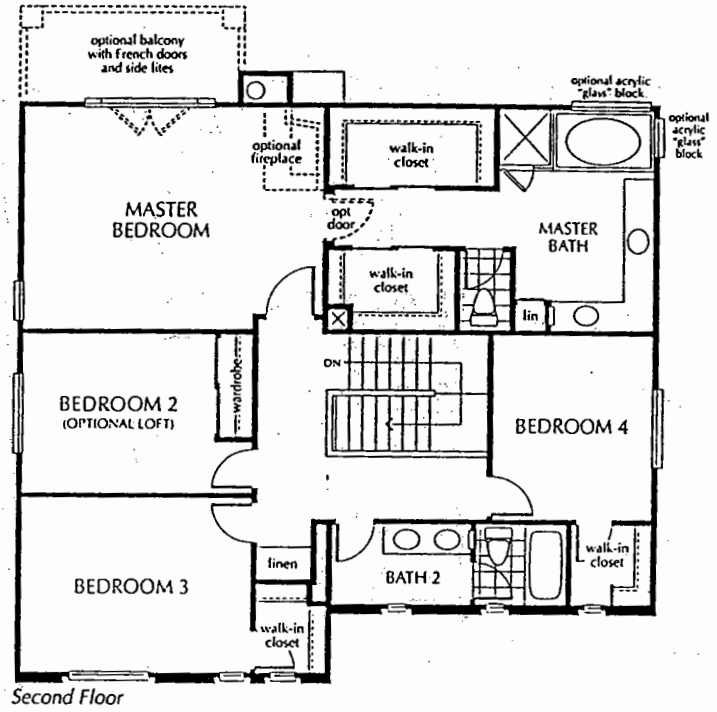 optional balcony
with French doors
and side lites
optional acrylic
"glass" block
optional
acrylic
"glass"
block
optional
fireplace
walk-in
closet
MASTER
BEDROOM
opt
door
MASTER
BATH
walk-in
closet
lin
DN
wardrobe
BEDROOM 2
(OPTIONAL LOFT)
BEDROOM 4
walk-in
closet
linen
BATH 2
BEDROOM 3
walk-in
closet
Second Floor